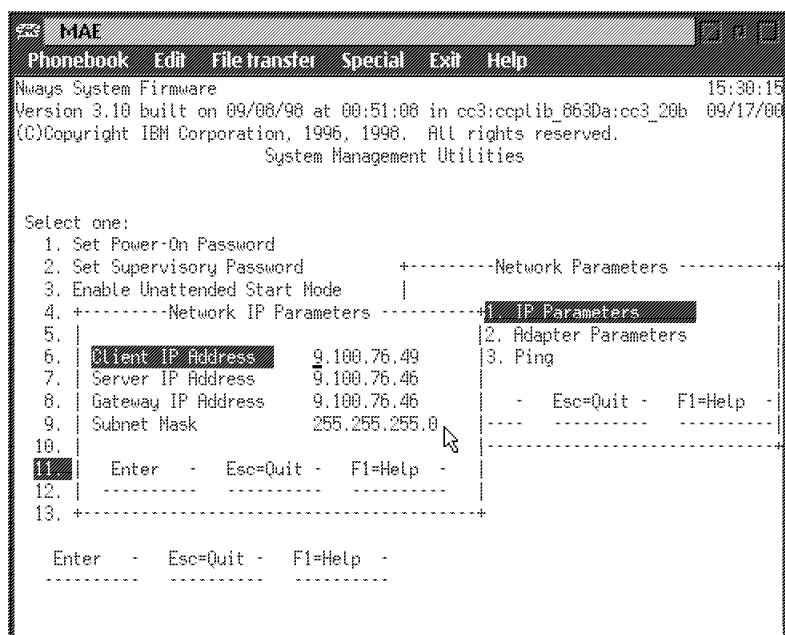 MAE
Phonebook Edit File transfer Special Exit Help
Nways System Firmware 15:30:15
Version 3.10 built on 09/08/98 at 00:51:08 in cc3:ccplib_863Da:cc3_20b 09/17/00
(C)Copyright IBM Corporation, 1996, 1998. All rights reserved.
System Management Utilities
Select one:
1. Set Power-On Password
2. Set Supervisory Password +---------Network Parameters ---------+
3. Enable Unattended Start Mode |
4. +---------Network IP Parameters ----------+1. IP Parameters
5. | |2. Adapter Parameters |
6. | Client IP Address 9.100.76.49 |3. Ping |
7. | Server IP Address 9.100.76.46 | |
8. | Gateway IP Address 9.100.76.46 | - Esc=Quit - F1=Help -|
9. | Subnet Mask 255.255.255.0 |---- ---------- ----------|
10. | |-----------------------------+
11. | Enter - Esc=Quit - F1=Help - |
12. | ---------- ---------- ---------- |
13. +---------------------------------------+
Enter - Esc=Quit - F1=Help -
---------- ---------- ----------